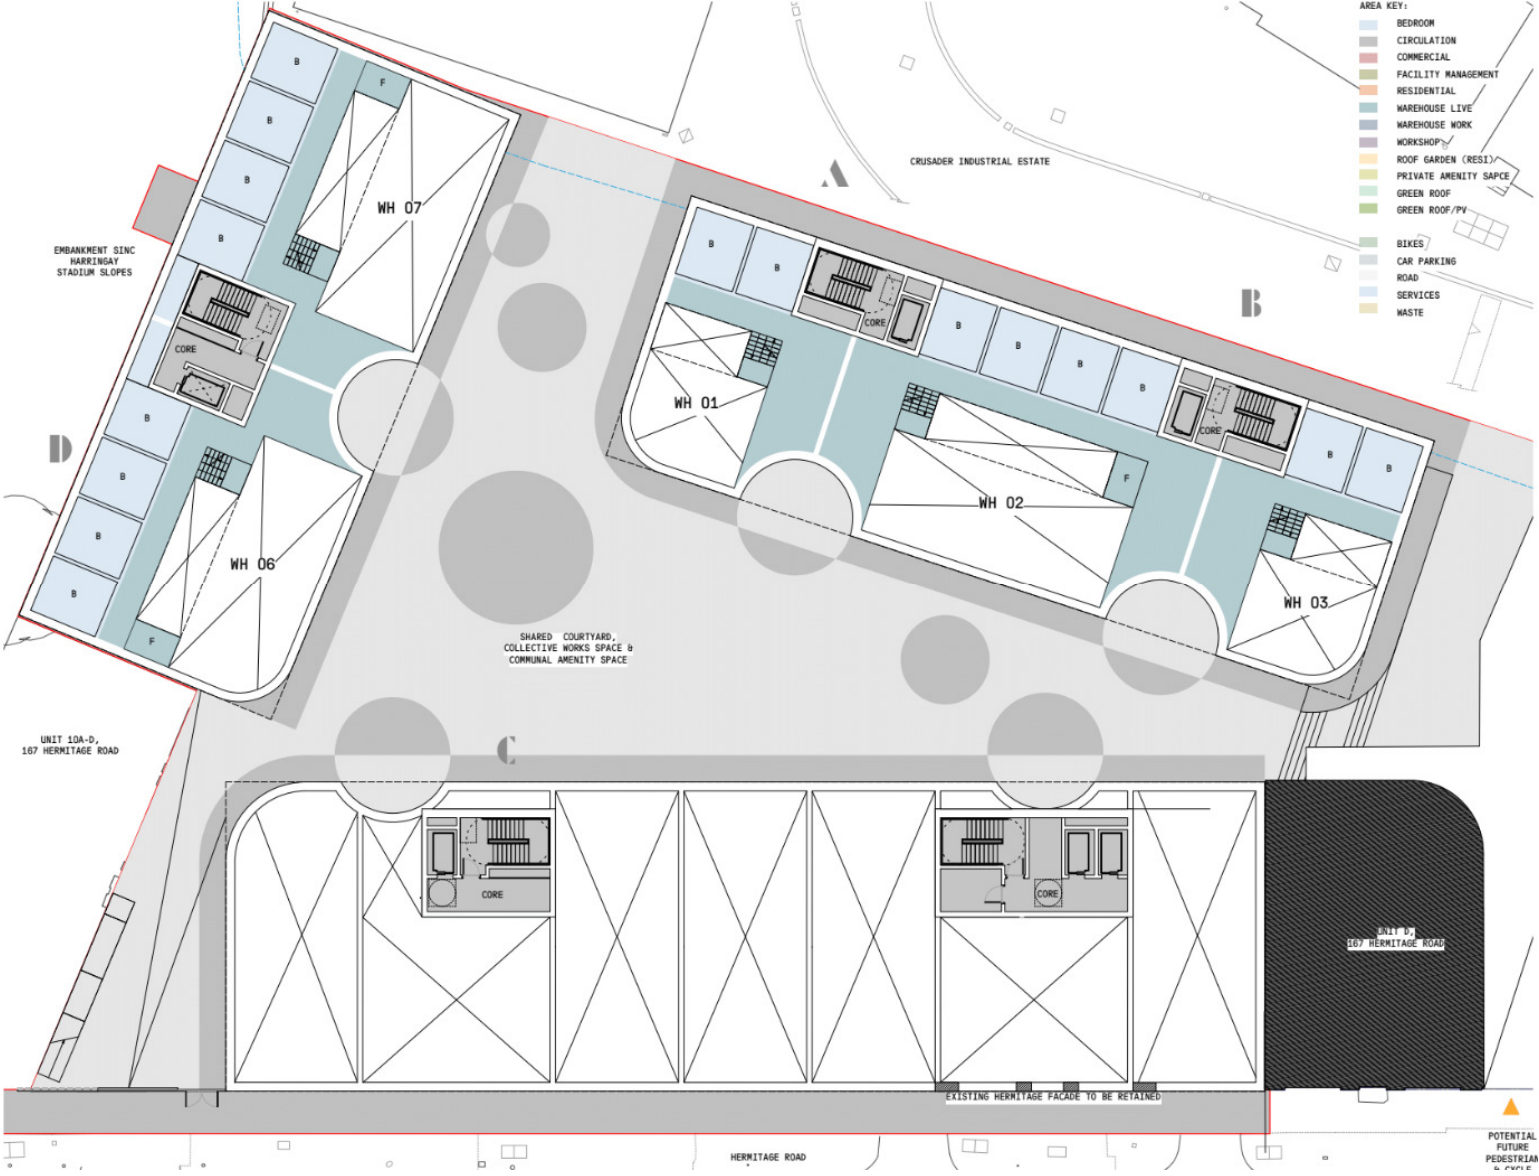 AREA KEY:
BEDROOM
CIRCULATION
COMMERCIAL
FACILITY MANAGEMENT
RESIDENTIAL
WAREHOUSE LIVE
WAREHOUSE WORK
WORKSHOP
ROOF GARDEN (RESI)
PRIVATE AMENITY SAPCE
GREEN ROOF
GREEN ROOF/PV
BIKES
CAR PARKING
ROAD
SERVICES
WASTE
CRUSADER INDUSTRIAL ESTATE
A
B
EMBANKMENT SINC
HARRINGAY
STADIUM SLOPES
D
B
B
B
B
F
WH 07
CORE
B
B
B
B
F
WH 06
B
B
CORE
B
B
B
B
CORE
B
B
WH 01
WH 02
F
WH 03
SHARED COURTYARD,
COLLECTIVE WORKS SPACE &
COMMUNAL AMENITY SPACE
UNIT 10A-D,
167 HERMITAGE ROAD
C
CORE
CORE
UNIT D,
167 HERMITAGE ROAD
EXISTING HERMITAGE FACADE TO BE RETAINED
HERMITAGE ROAD
POTENTIAL
FUTURE
PEDESTRIAN
& CYCLE